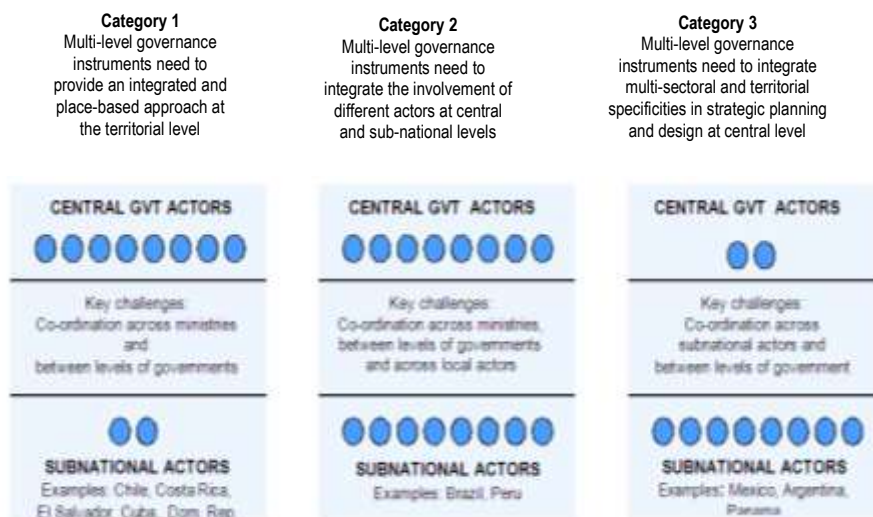 Category 1
Multi-level governance
instruments need to
provide an integrated and
place-based approach at
the territorial level
Category 2
Multi-level governance
instruments need to
integrate the involvement of
different actors at central
and sub-national levels
Category 3
Multi-level governance
instruments need to integrate
multi-sectoral and territorial
specificities in strategic planning
and design at central level
CENTRAL GVT ACTORS
Key challenges:
Co-ordination across ministries
and
between levels of governments
SUBNATIONAL ACTORS
Examples: Chile, Costa Rica,
El Salvador, Cuba, Dom. Rep
CENTRAL GVT ACTORS
Key challenges:
Co-ordination across ministries,
between levels of governments
and across local actors
SUBNATIONAL ACTORS
Examples: Brazil, Peru
CENTRAL GVT ACTORS
Key challenges:
Co-ordination across
subnational actors and
between levels of government
SUBNATIONAL ACTORS
Examples: Mexico, Argentina,
Panama